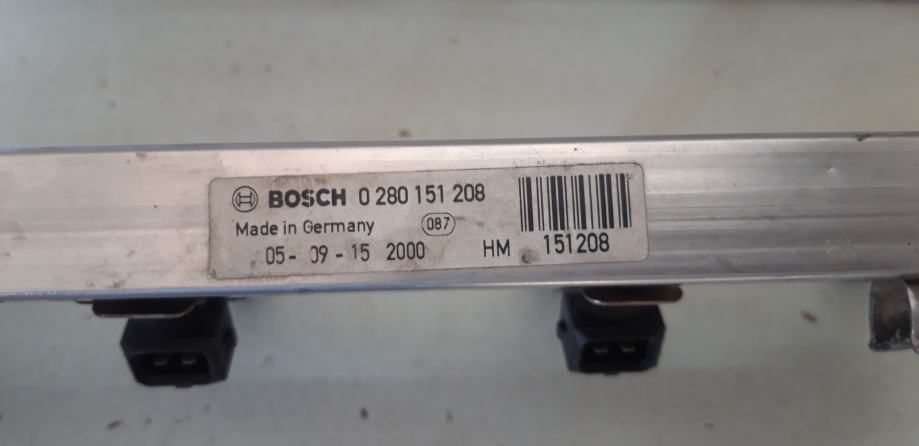 BOSCH 0 280 151 208
Made in Germany 087
05- 09 - 15 2000 HM 151208